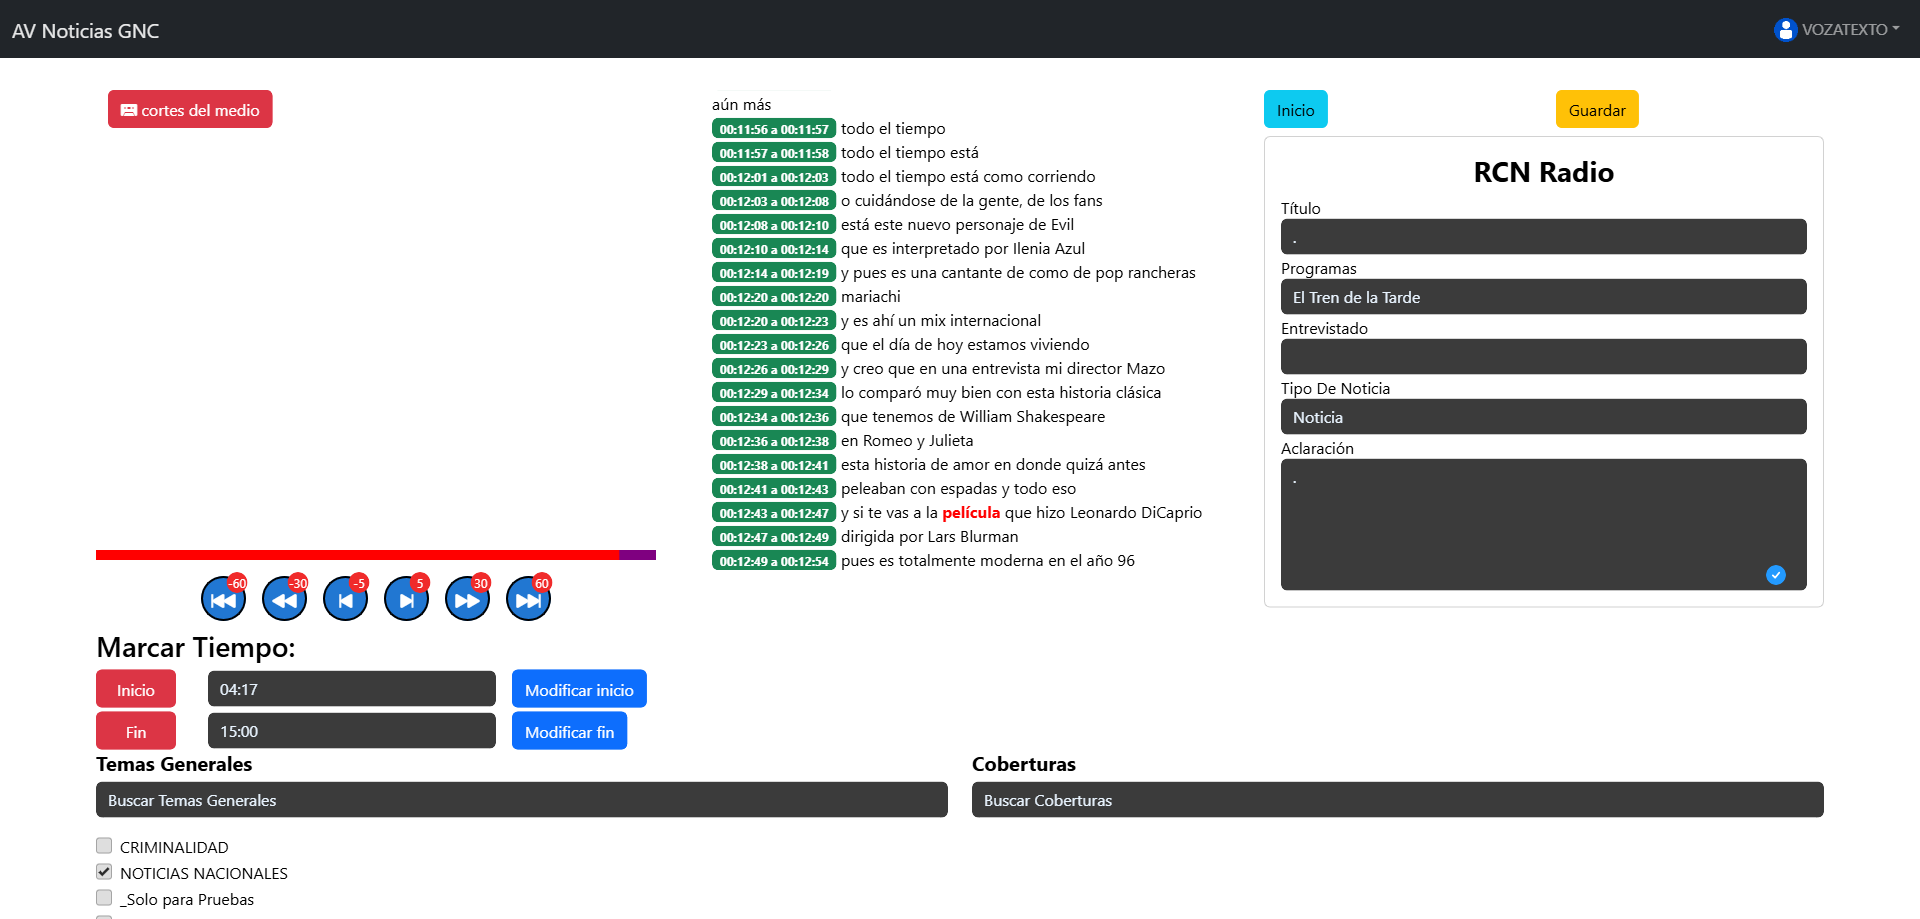 AV Noticias GNC
VOZATEXTO
cortes del medio
-60
-30
-5
5
30
60
Marcar Tiempo:
Inicio
04:17
Modificar inicio
Fin
15:00
Modificar fin
aún más
00:11:56 a 00:11:57 todo el tiempo
00:11:57 a 00:11:58 todo el tiempo está
00:12:01 a 00:12:03 todo el tiempo está como corriendo
00:12:03 a 00:12:08 o cuidándose de la gente, de los fans
00:12:08 a 00:12:10 está este nuevo personaje de Evil
00:12:10 a 00:12:14 que es interpretado por Ilenia Azul
00:12:14 a 00:12:19 y pues es una cantante de como de pop rancheras
00:12:20 a 00:12:20 mariachi
00:12:20 a 00:12:23 y es ahí un mix internacional
00:12:23 a 00:12:26 que el día de hoy estamos viviendo
00:12:26 a 00:12:29 y creo que en una entrevista mi director Mazo
00:12:29 a 00:12:34 lo comparó muy bien con esta historia clásica
00:12:34 a 00:12:36 que tenemos de William Shakespeare
00:12:36 a 00:12:38 en Romeo y Julieta
00:12:38 a 00:12:41 esta historia de amor en donde quizá antes
00:12:41 a 00:12:43 peleaban con espadas y todo eso
00:12:43 a 00:12:47 y si te vas a la película que hizo Leonardo DiCaprio
00:12:47 a 00:12:49 dirigida por Lars Blurman
00:12:49 a 00:12:54 pues es totalmente moderna en el año 96
Inicio
Guardar
RCN Radio
Título
.
Programas
El Tren de la Tarde
Entrevistado
Tipo De Noticia
Noticia
Aclaración
.
Temas Generales
Buscar Temas Generales
CRIMINALIDAD
NOTICIAS NACIONALES
_Solo para Pruebas
Coberturas
Buscar Coberturas